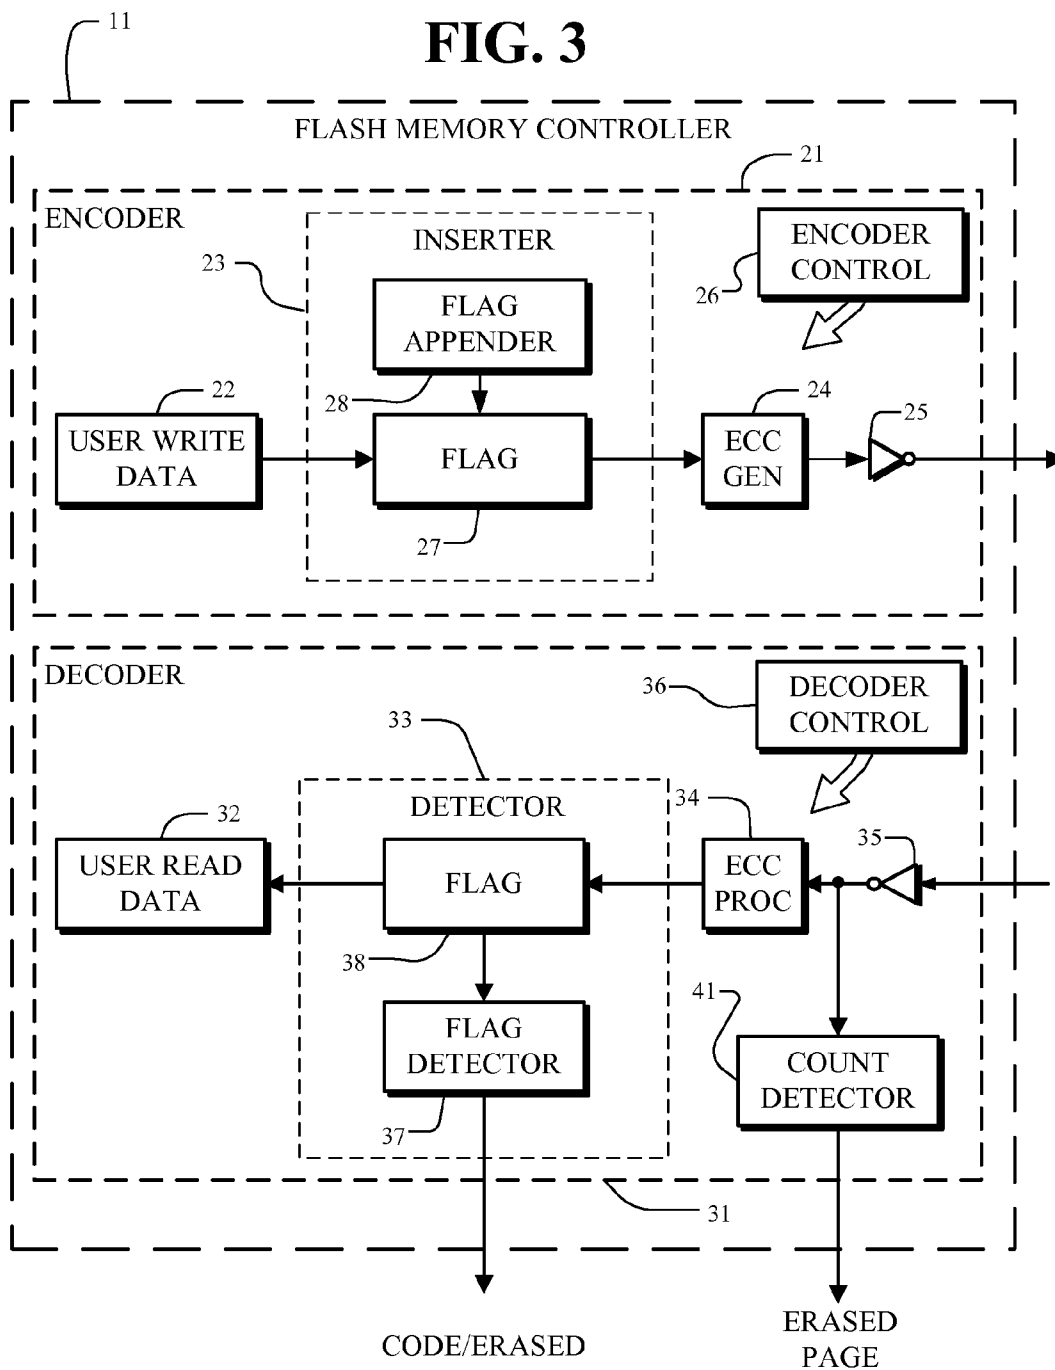 11
FIG. 3
FLASH MEMORY CONTROLLER
21
ENCODER
INSERTER
ENCODER
CONTROL
23
26
FLAG
APPENDER
28
22
24
25
USER WRITE
DATA
FLAG
ECC
GEN
27
DECODER
36
DECODER
CONTROL
33
34
32
DETECTOR
35
USER READ
DATA
FLAG
ECC
PROC
38
41
FLAG
DETECTOR
COUNT
DETECTOR
37
31
CODE/ERASED
ERASED
PAGE